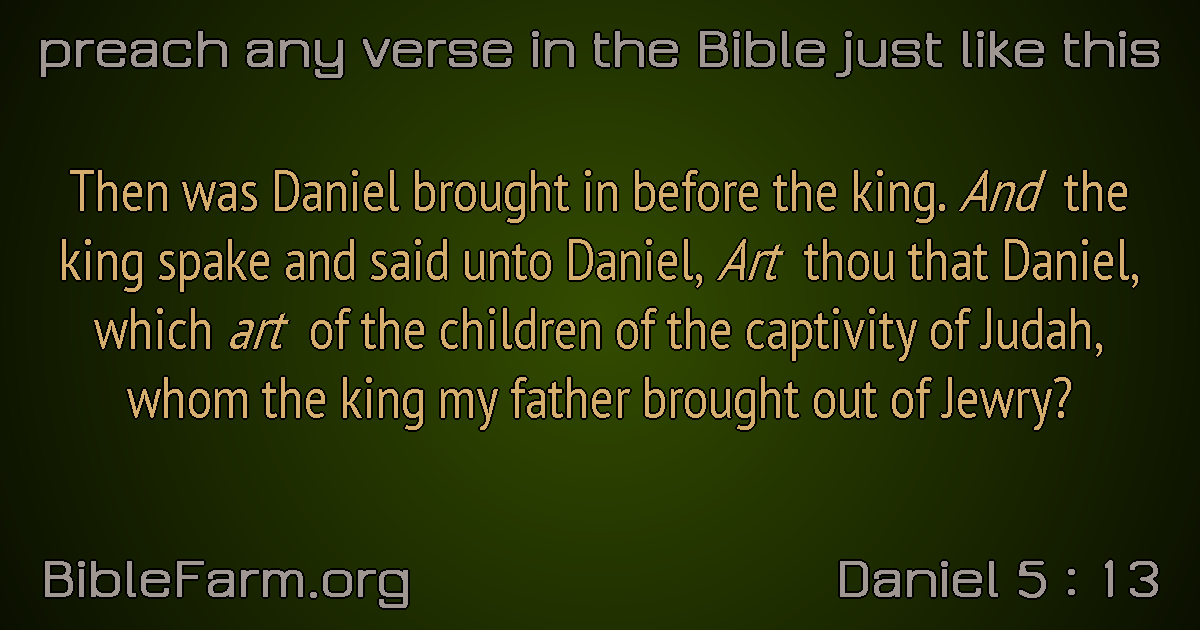 preach any verse in the Bible just like this
Then was Daniel brought in before the king. And the
king spake and said unto Daniel, Art thou that Daniel,
which art of the children of the captivity of Judah,
whom the king my father brought out of Jewry?
BibleFarm.org
Daniel 5 : 13